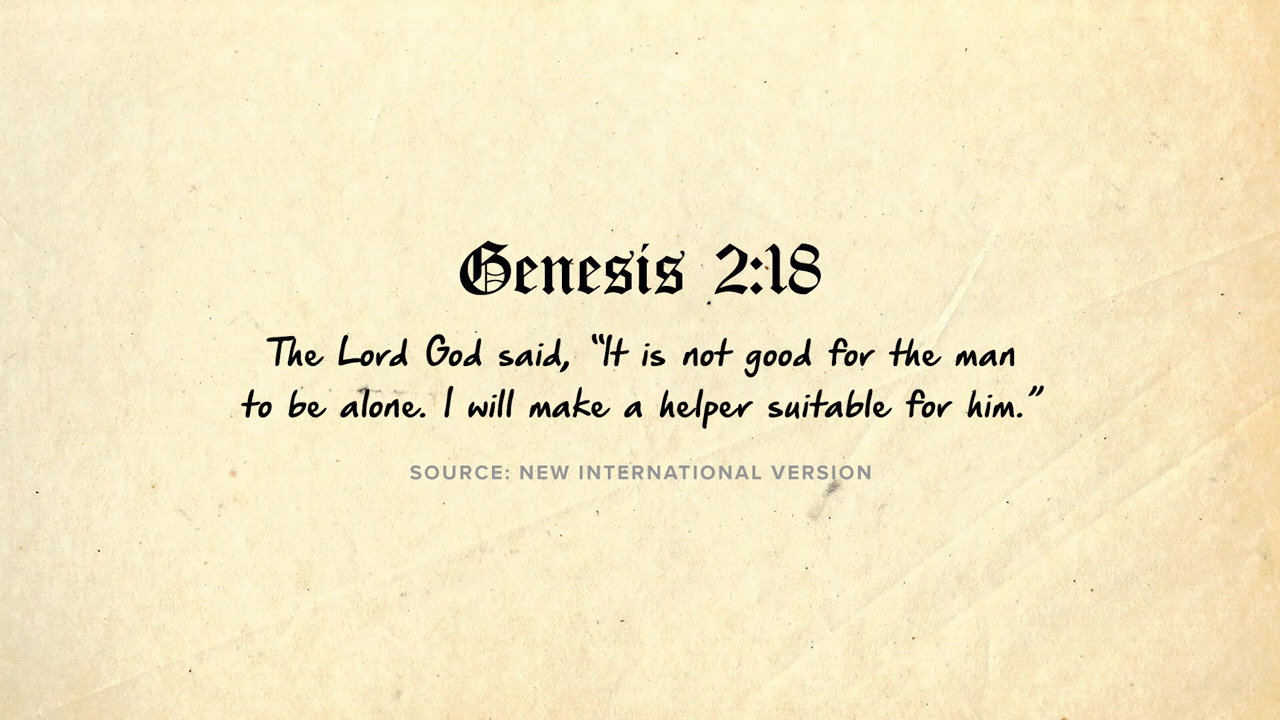 Genesis 2:18
The Lord God said, “It is not good for the man
to be alone. I will make a helper suitable for him.”
SOURCE: NEW INTERNATIONAL VERSION